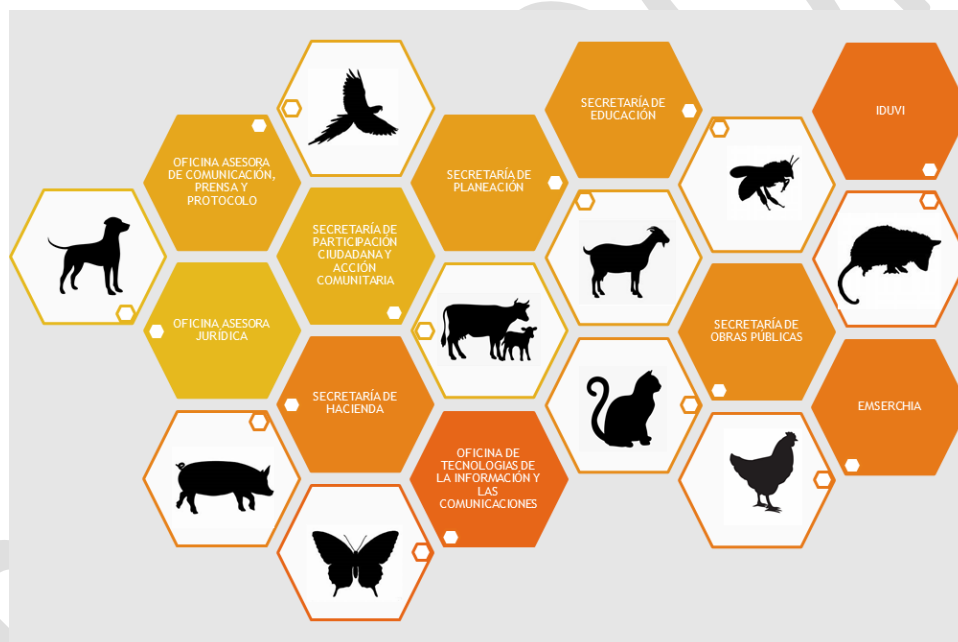 SECRETARÍA DE
EDUCACIÓN
IDUVI
OFICINA ASESORA
DE COMUNICACIÓN,
PRENSA Y
PROTOCOLO
SECRETARÍA DE
PLANEACIÓN
SECRETARÍA DE
PARTICIPACIÓN
CIUDADANA Y
ACCIÓN
COMUNITARIA
OFICINA ASESORA
JURÍDICA
SECRETARÍA DE
OBRAS PÚBLICAS
SECRETARÍA DE
HACIENDA
EMSERCHIA
OFICINA DE
TECNOLOGIAS DE
LA INFORMACIÓN Y
LAS
COMUNICACIONES